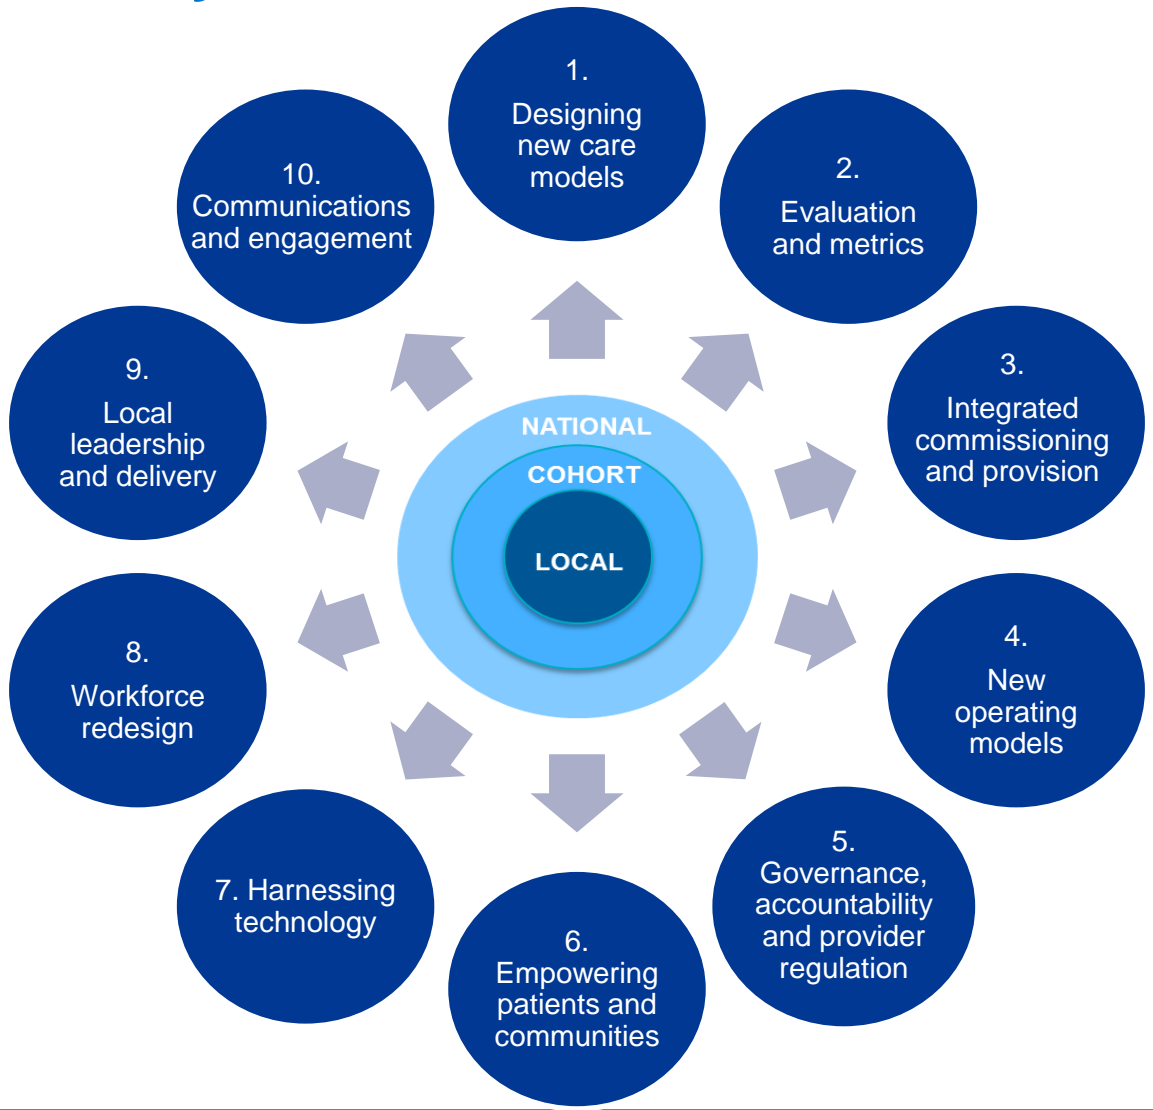 1.
Designing
new care
models
2.
Evaluation
and metrics
3.
Integrated
commissioning
and provision
4.
New
operating
models
5.
Governance,
accountability
and provider
regulation
6.
Empowering
patients and
communities
7. Harnessing
technology
8.
Workforce
redesign
9.
Local
leadership
and delivery
10.
Communications
and engagement
NATIONAL
COHORT
LOCAL